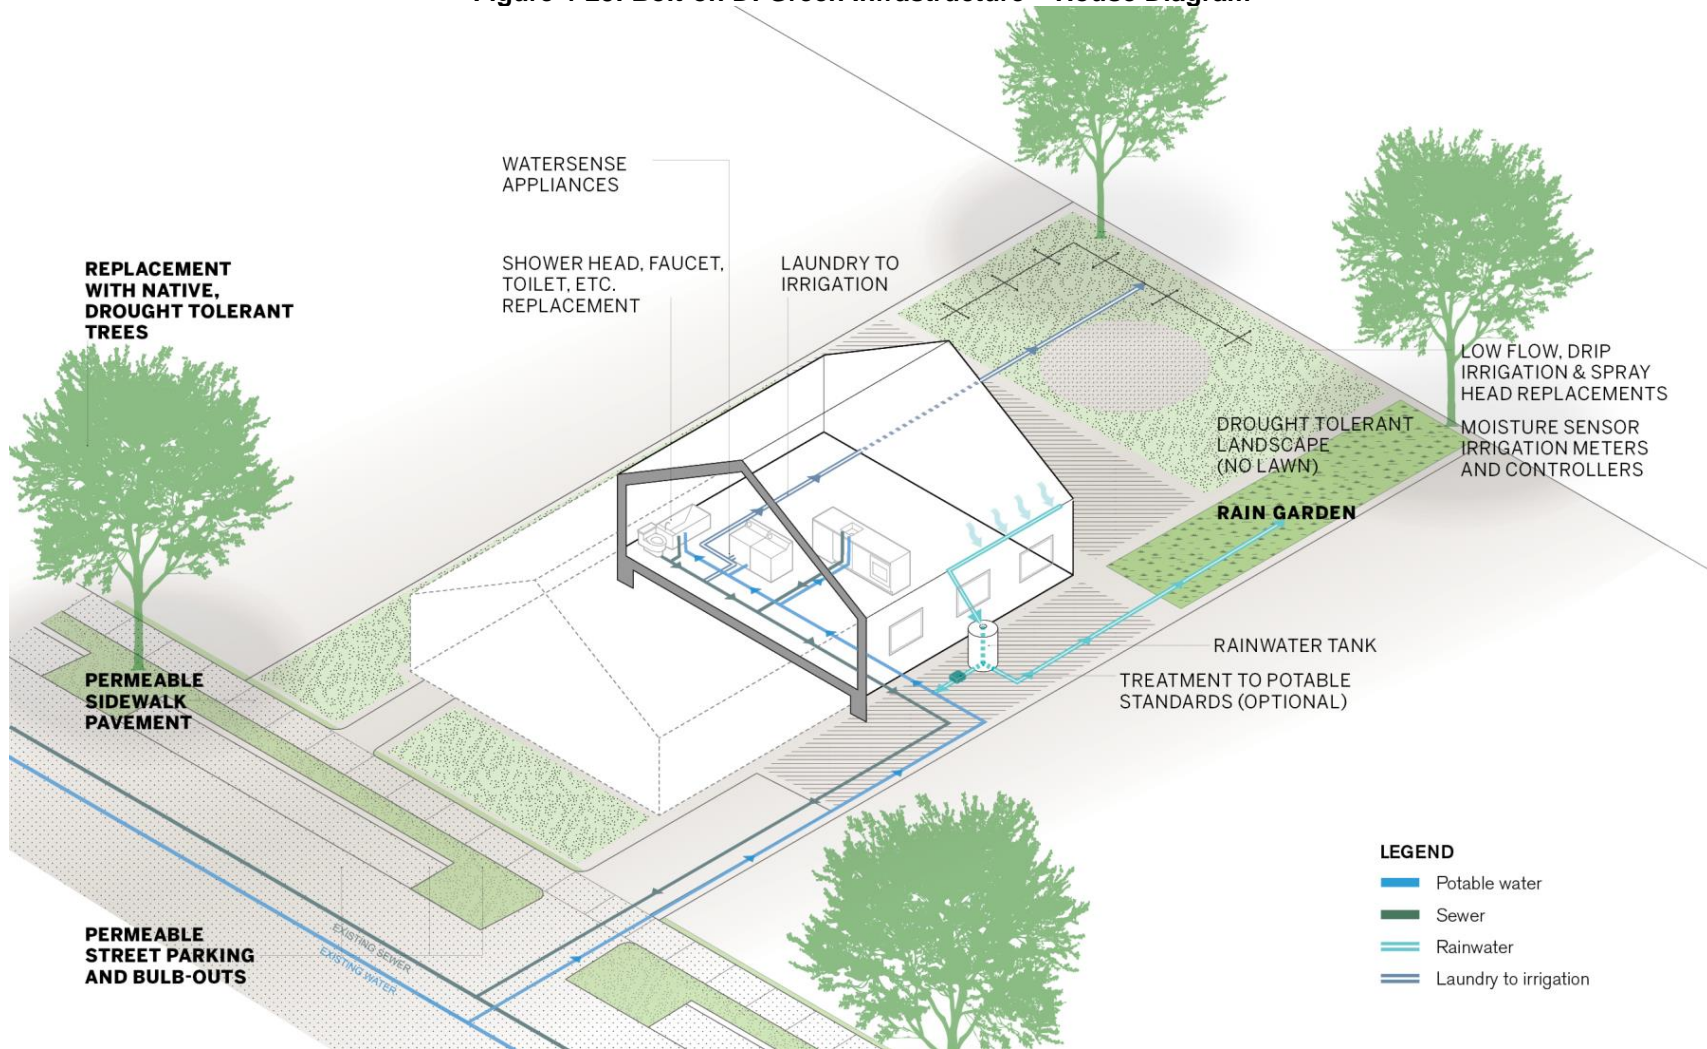 WATERSENSE
APPLIANCES
REPLACEMENT
WITH NATIVE,
DROUGHT TOLERANT
TREES
SHOWER HEAD, FAUCET,
TOILET, ETC.
REPLACEMENT
LAUNDRY TO
IRRIGATION
LOW FLOW, DRIP
IRRIGATION & SPRAY
HEAD REPLACEMENTS
MOISTURE SENSOR
IRRIGATION METERS
AND CONTROLLERS
DROUGHT TOLERANT
LANDSCAPE
(NO LAWN)
RAIN GARDEN
RAINWATER TANK
TREATMENT TO POTABLE
STANDARDS (OPTIONAL)
PERMEABLE
SIDEWALK
PAVEMENT
PERMEABLE
STREET PARKING
AND BULB-OUTS
EXISTING SEWER
EXISTING WATER
LEGEND
Potable water
Sewer
Rainwater
Laundry to irrigation